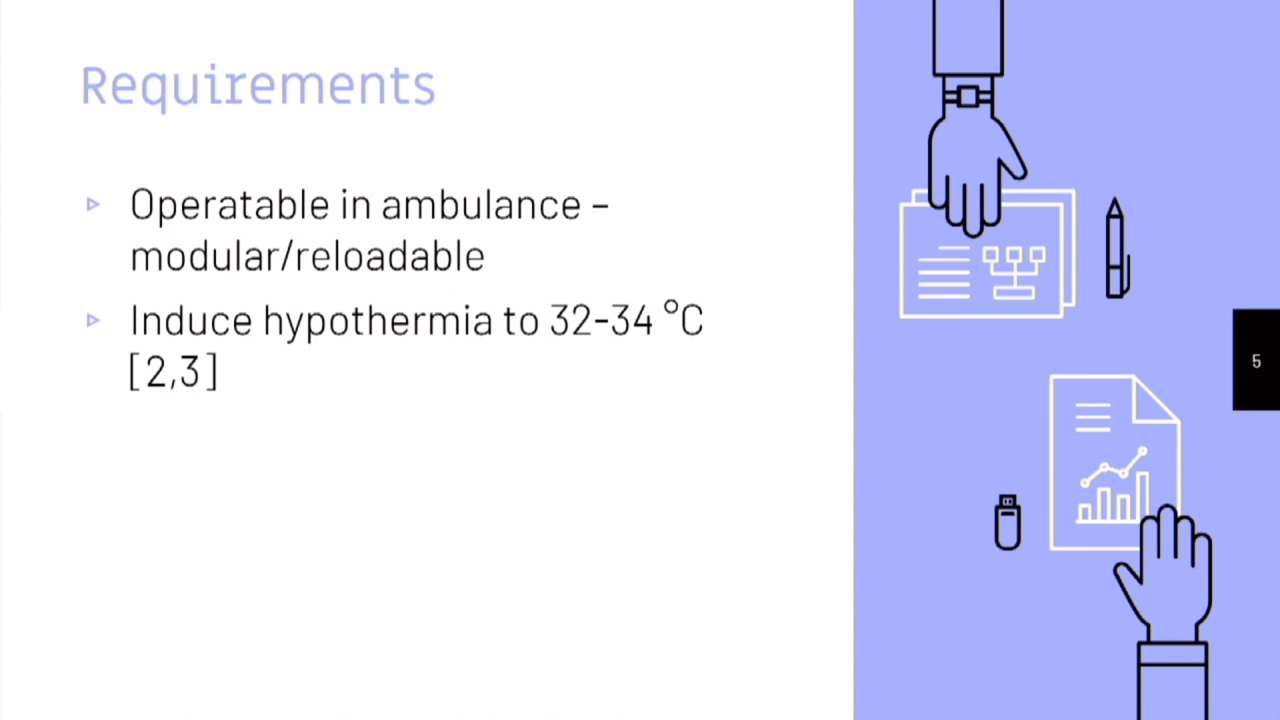 Requirements
Operatable in ambulance –
modular/reloadable
Induce hypothermia to 32-34 °C
[2,3]
5